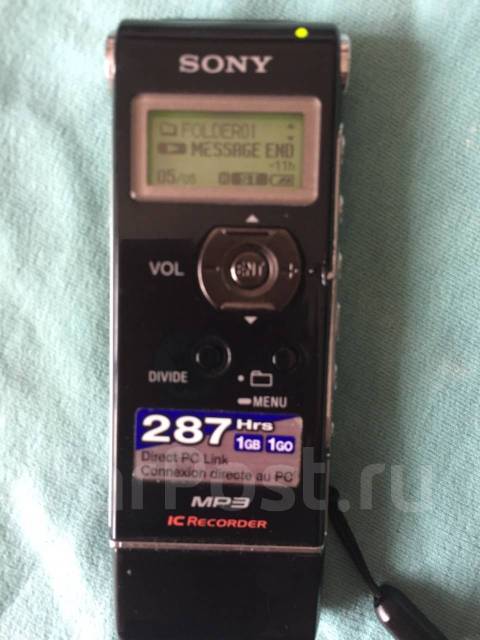 SONY
FOLDER01
MESSAGE END
-11h
05/05
VOL
ENT
DIVIDE
MENU
287 Hrs
1GB 1GO
Direct PC Link
Connexion directe au PC
MP3
IC RECORDER